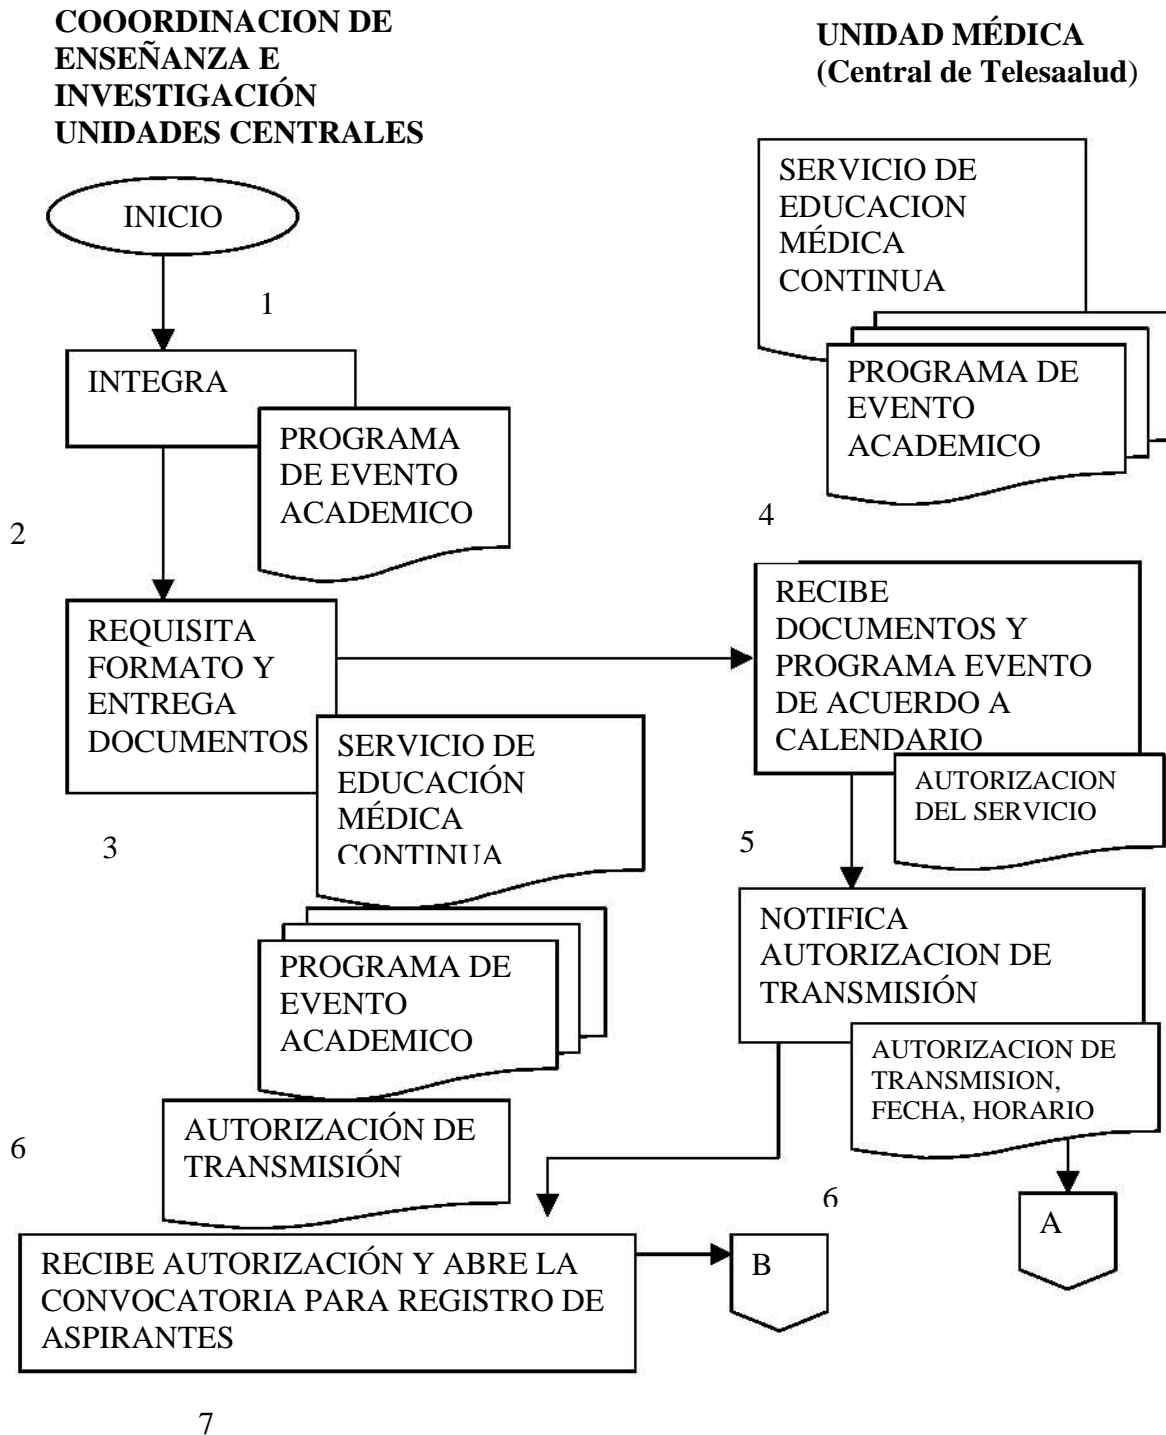 COOORDINACION DE
ENSEÑANZA E
INVESTIGACIÓN
UNIDADES CENTRALES
UNIDAD MÉDICA
(Central de Telesaalud)
INICIO
1
INTEGRA
PROGRAMA
DE EVENTO
ACADEMICO
2
REQUISITA
FORMATO Y
ENTREGA
DOCUMENTOS
SERVICIO DE
EDUCACIÓN
MÉDICA
CONTINUA
3
PROGRAMA DE
EVENTO
ACADEMICO
AUTORIZACIÓN DE
TRANSMISIÓN
6
RECIBE AUTORIZACIÓN Y ABRE LA
CONVOCATORIA PARA REGISTRO DE
ASPIRANTES
7
B
SERVICIO DE
EDUCACION
MÉDICA
CONTINUA
PROGRAMA DE
EVENTO
ACADEMICO
4
RECIBE
DOCUMENTOS Y
PROGRAMA EVENTO
DE ACUERDO A
CALENDARIO
AUTORIZACION
DEL SERVICIO
5
NOTIFICA
AUTORIZACION DE
TRANSMISIÓN
AUTORIZACION DE
TRANSMISION,
FECHA, HORARIO
6
A